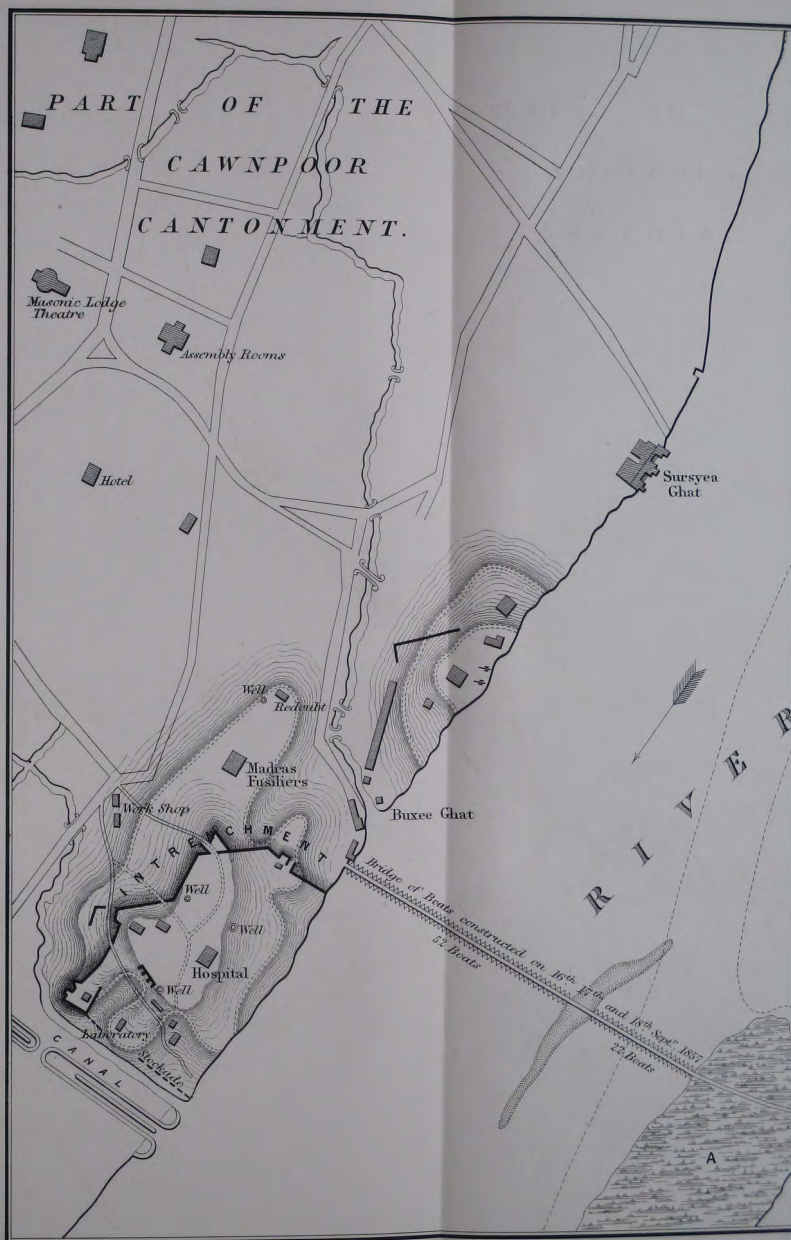 PART OF THE
CAWNPOOR
CANTONMENT.
Masonic Lodge
Theatre
Assembly Rooms
Hotel
Sursyea
Ghat
Well
Redoubt
Madras
Fusiliers
Work Shop
Buxee Ghat
INTRENCHMENT
RIVER
Well
Well
Hospital
Well
Laboratory
Stockade
CANAL
Bridge of Boats constructed on 16th 17th and 18th Septr. 1857
52 Boats
22 Boats
A